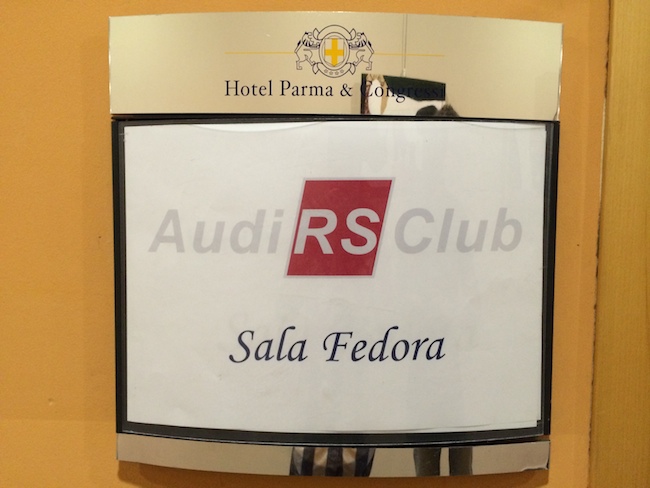 Hotel Parma & Congressi
Audi RS Club
Sala Fedora